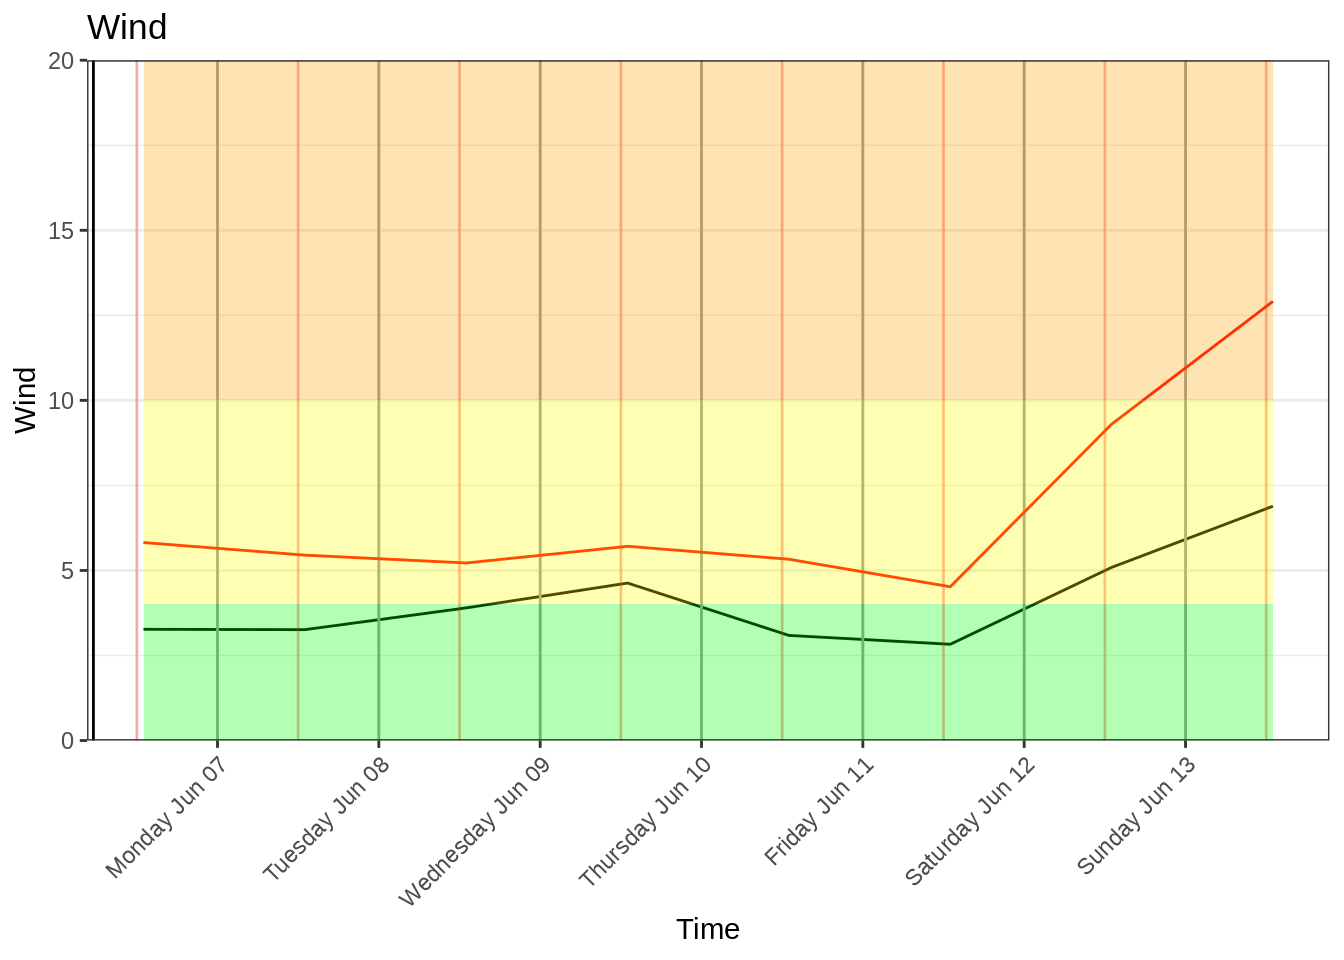 Wind
20
15
10
5
0
Wind
Monday Jun 07
Tuesday Jun 08
Wednesday Jun 09
Thursday Jun 10
Friday Jun 11
Saturday Jun 12
Sunday Jun 13
Time